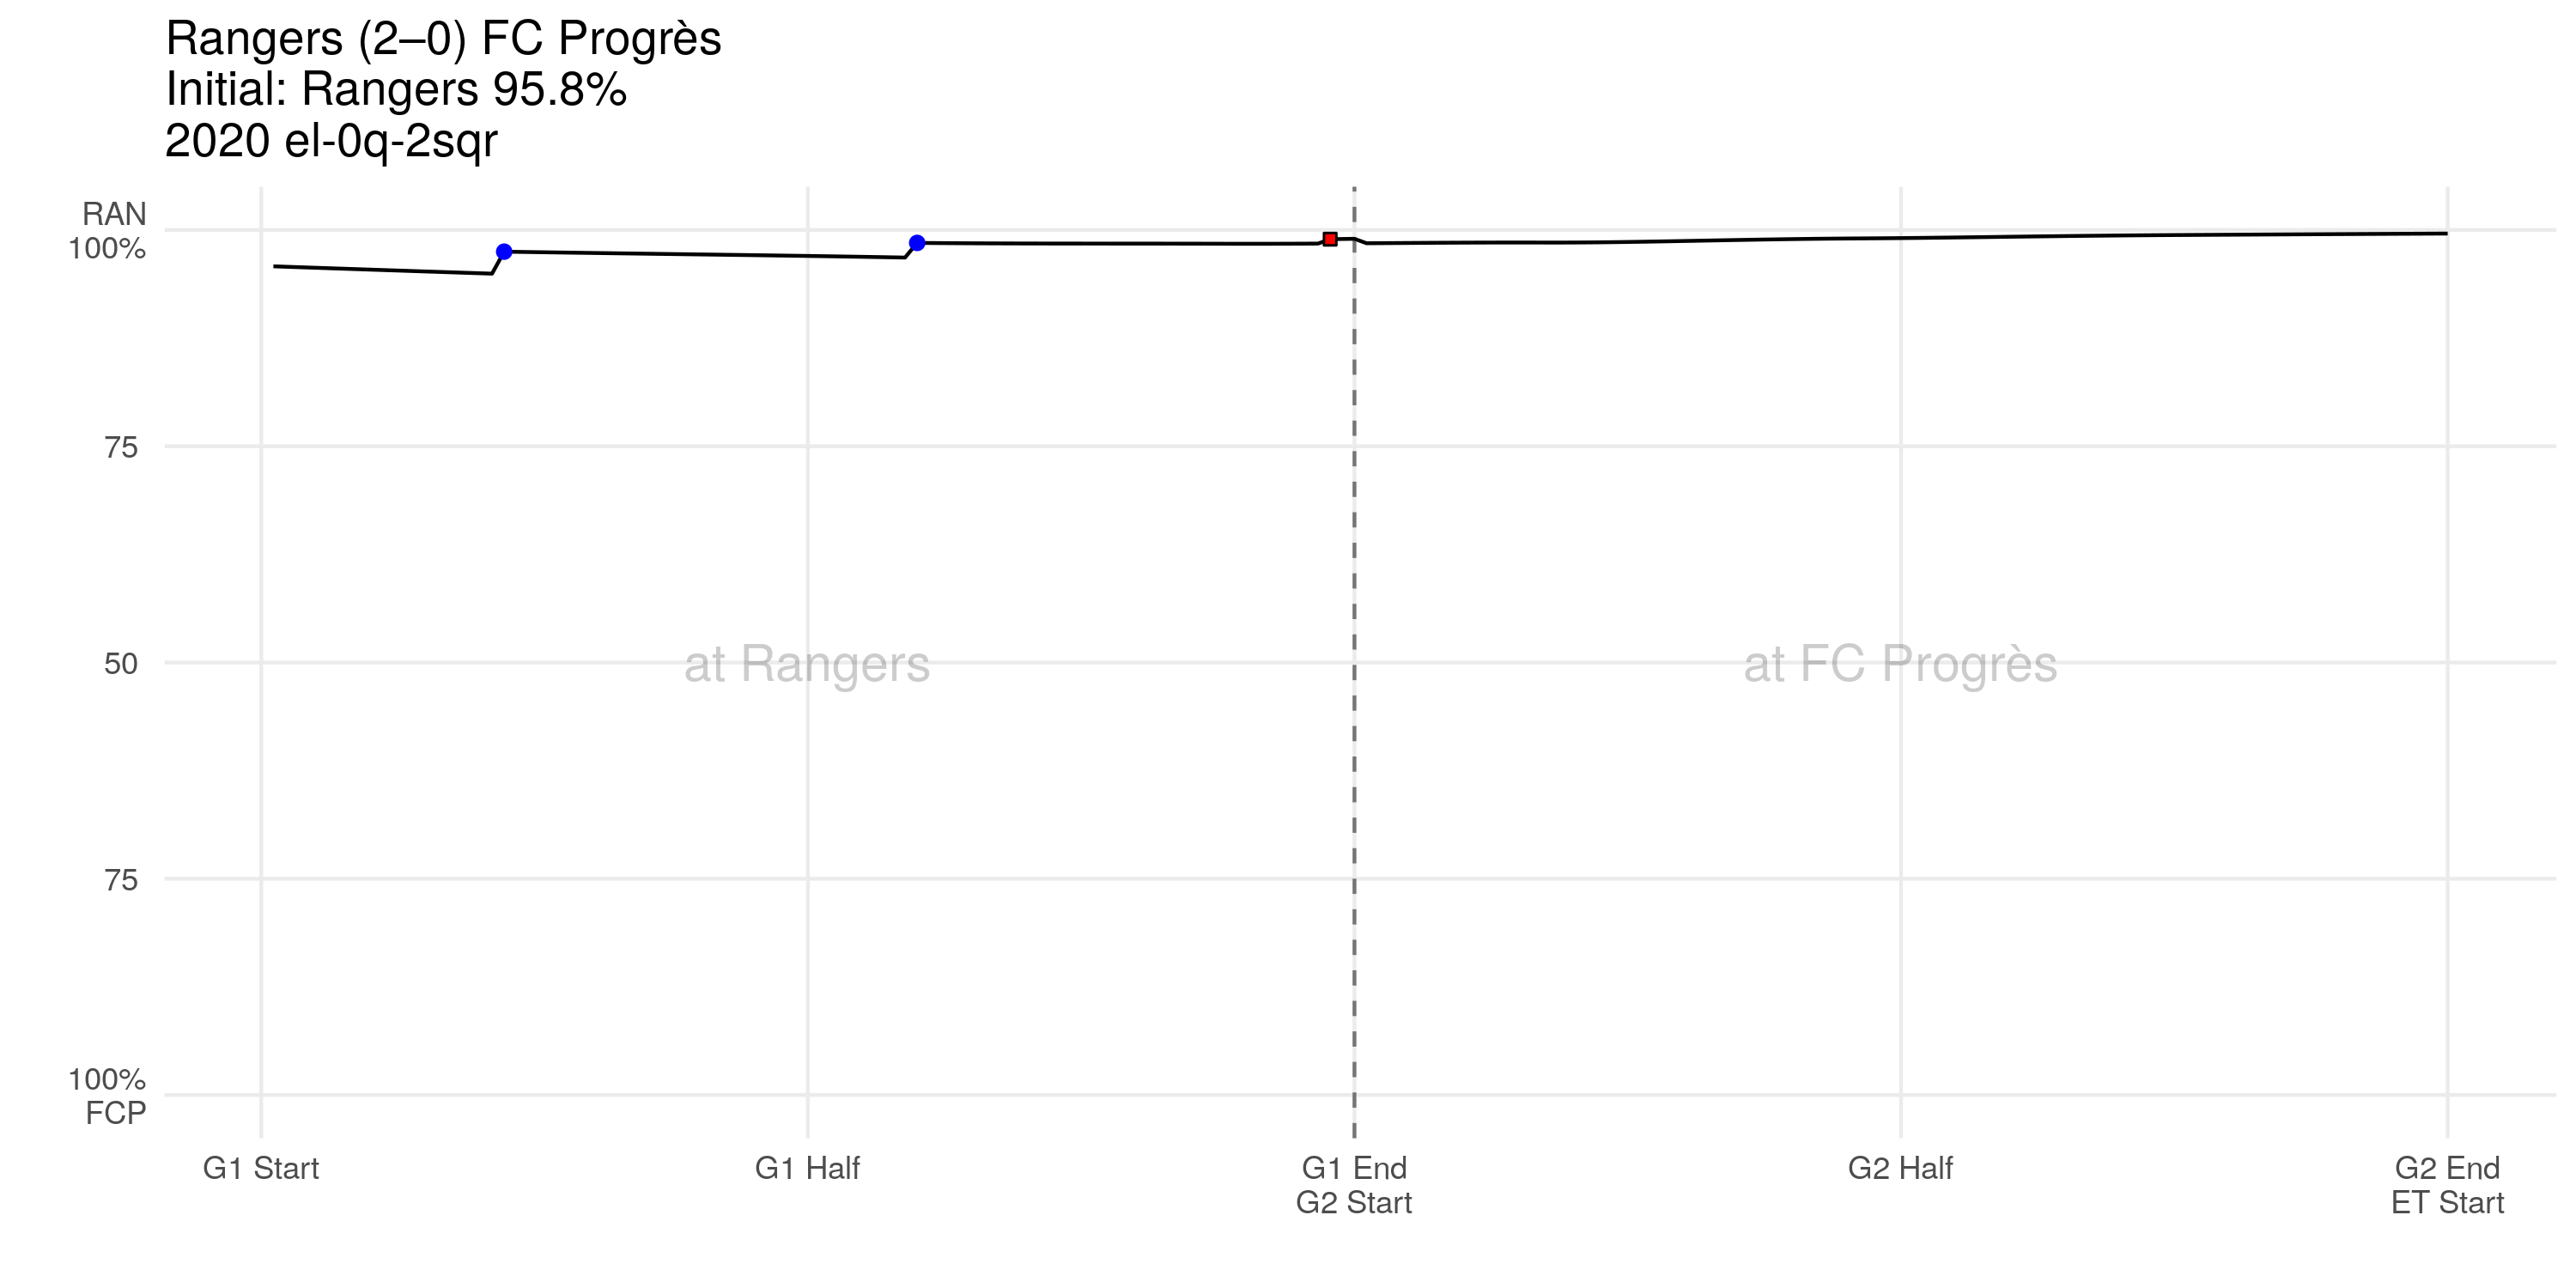 Rangers (2–0) FC Progrès
Initial: Rangers 95.8%
2020 el-0q-2sqr
RAN
100%
75
50
75
100%
FCP
at Rangers
at FC Progrès
G1 Start
G1 Half
G1 End
G2 Start
G2 Half
G2 End
ET Start